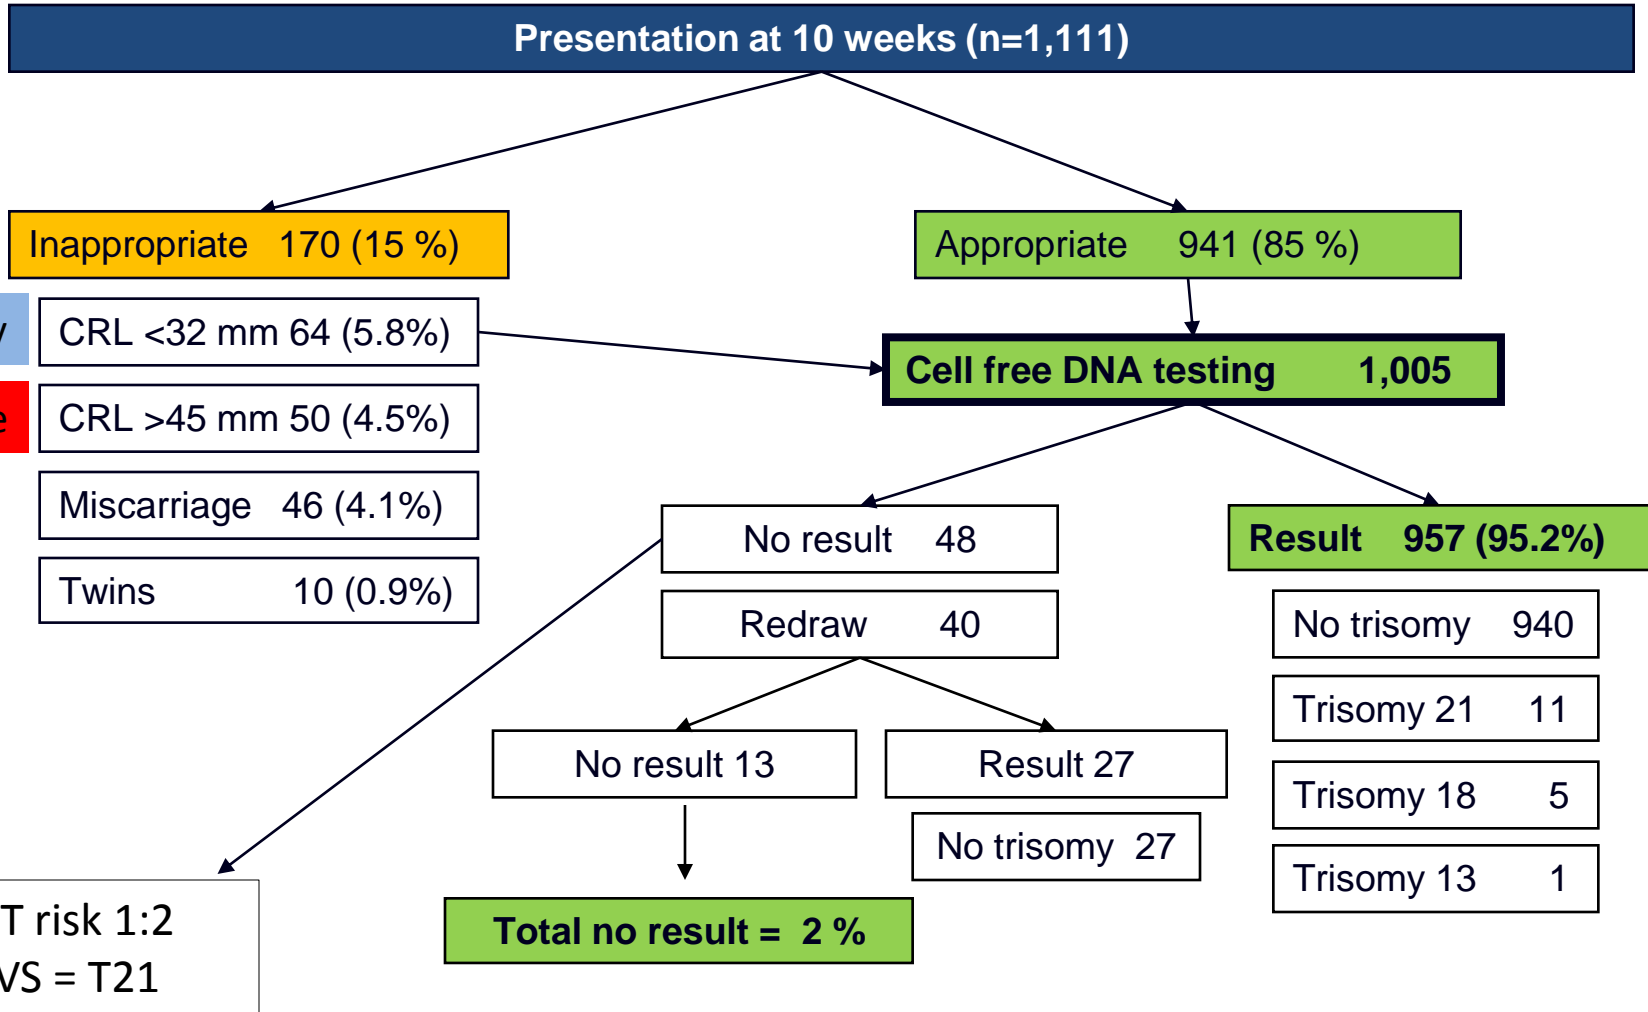 Presentation at 10 weeks (n=1,111)
Inappropriate 170 (15 %)
Appropriate 941 (85 %)
CRL <32 mm 64 (5.8%)
Cell free DNA testing 1,005
CRL >45 mm 50 (4.5%)
Miscarriage 46 (4.1%)
No result 48
Result 957 (95.2%)
Twins 10 (0.9%)
Redraw 40
No trisomy 940
Trisomy 21 11
No result 13
Result 27
Trisomy 18 5
No trisomy 27
Trisomy 13 1
T risk 1:2
Total no result = 2 %
VS = T21